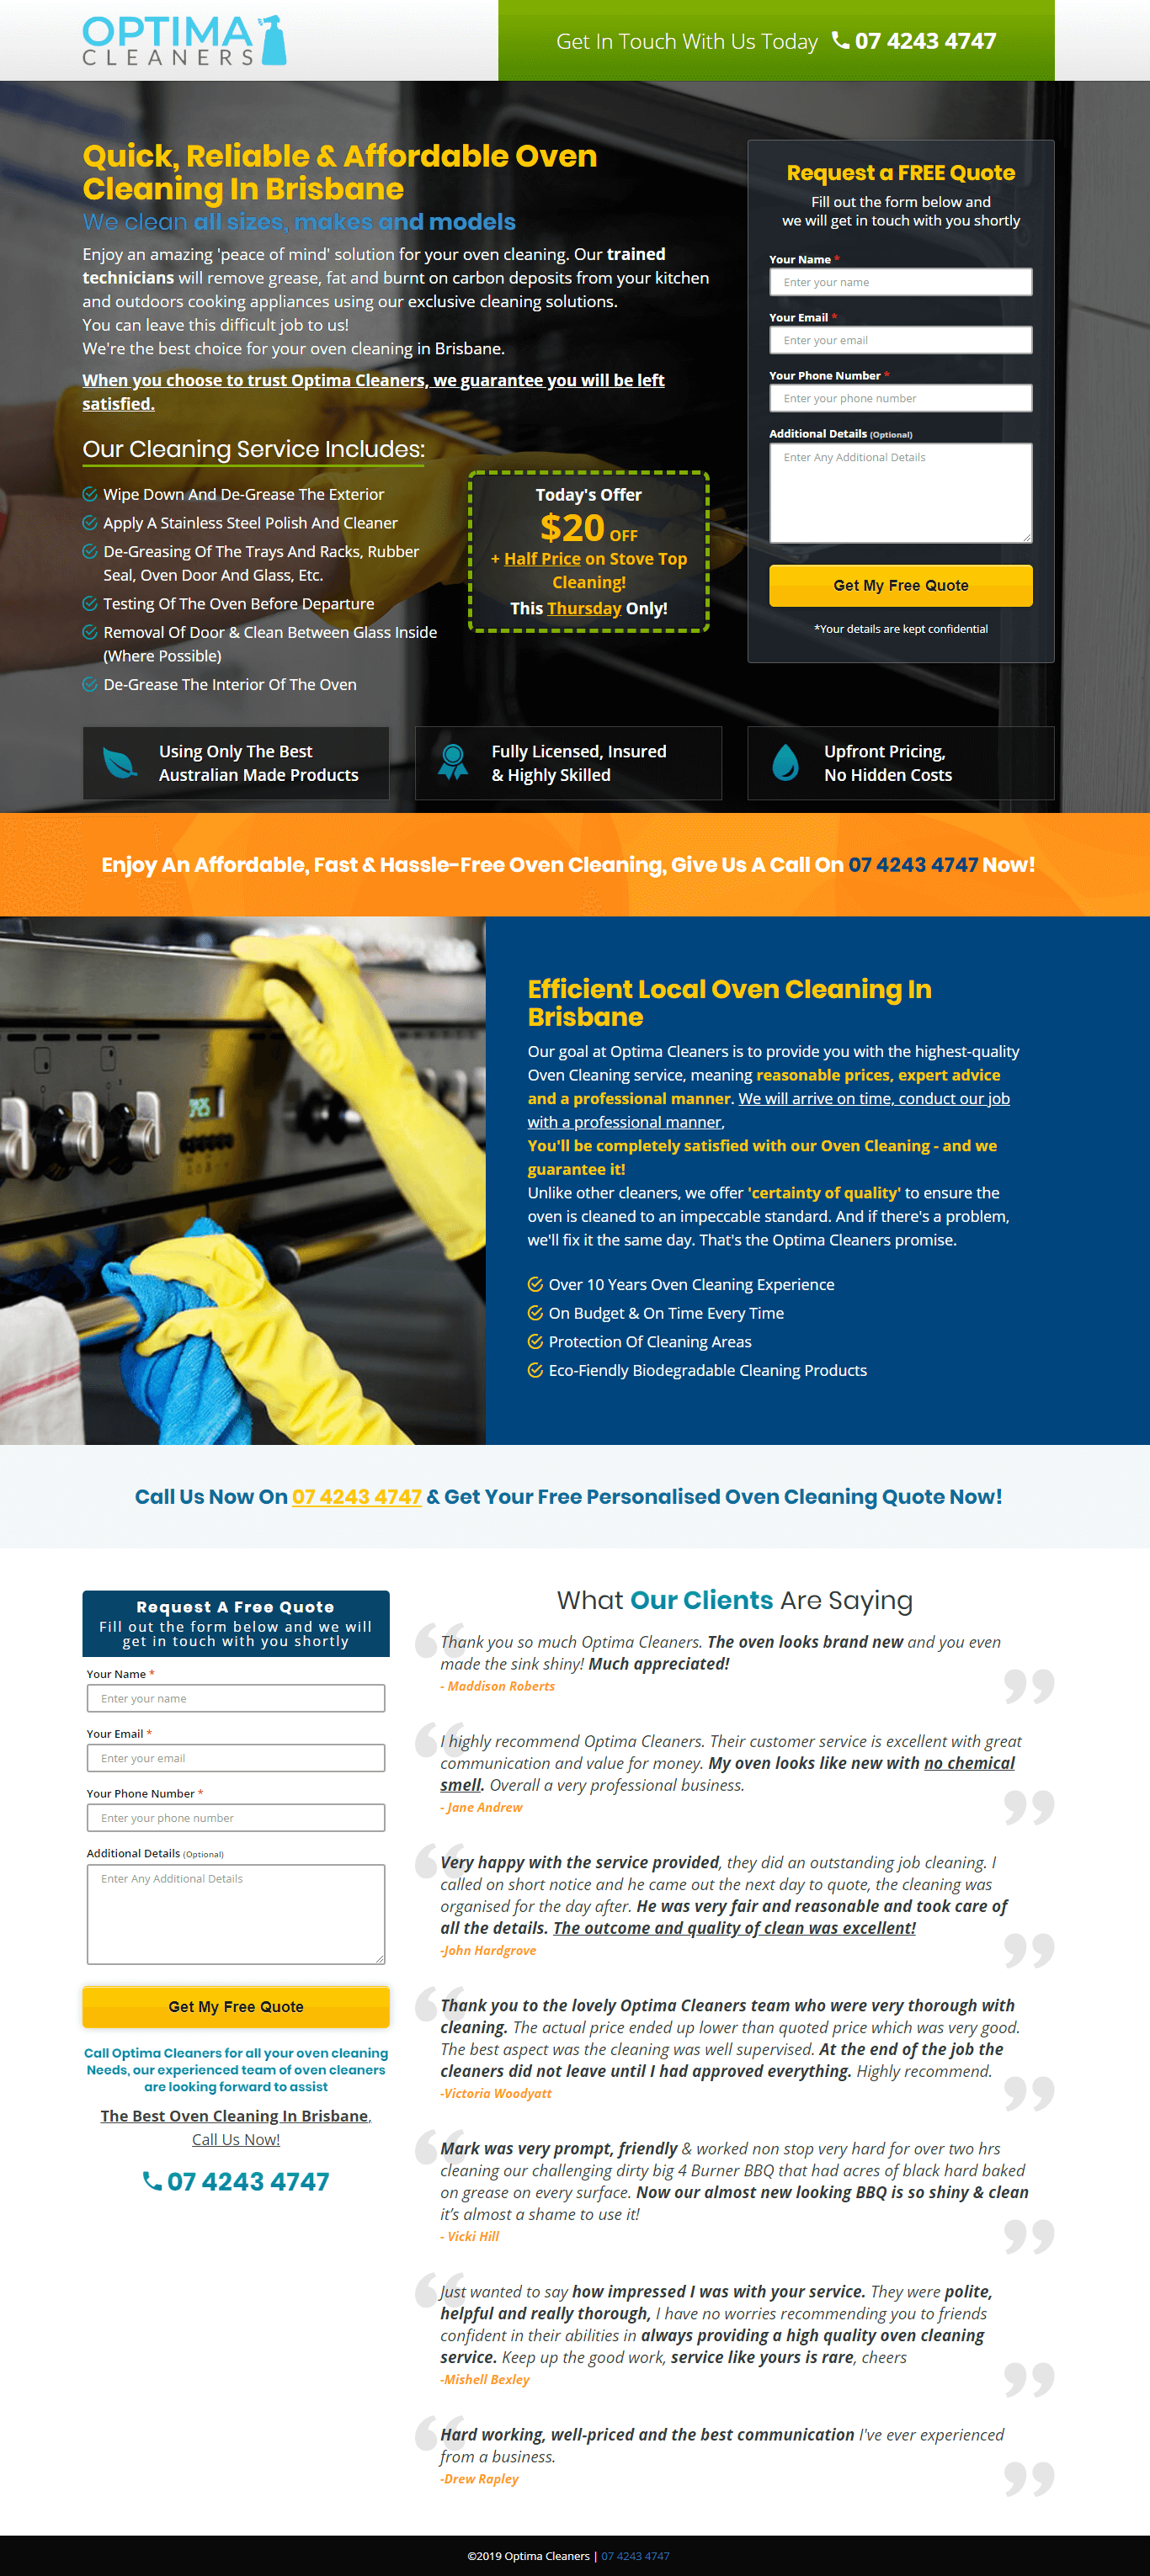 OPTIMA
CLEANERS
Get In Touch With Us Today 07 4243 4747
Quick, Reliable & Affordable Oven
Cleaning In Brisbane
We clean all sizes, makes and models
Enjoy an amazing 'peace of mind' solution for your oven cleaning. Our trained
technicians will remove grease, fat and burnt on carbon deposits from your kitchen
and outdoors cooking appliances using our exclusive cleaning solutions.
You can leave this difficult job to us!
We're the best choice for your oven cleaning in Brisbane.
When you choose to trust Optima Cleaners, we guarantee you will be left
satisfied.
Our Cleaning Service Includes:
Wipe Down And De-Grease The Exterior
Apply A Stainless Steel Polish And Cleaner
De-Greasing Of The Trays And Racks, Rubber
Seal, Oven Door And Glass, Etc.
Testing Of The Oven Before Departure
Removal Of Door & Clean Between Glass Inside
(Where Possible)
De-Grease The Interior Of The Oven
Today's Offer
$20 OFF
+ Half Price on Stove Top
Cleaning!
This Thursday Only!
Request a FREE Quote
Fill out the form below and
we will get in touch with you shortly
Your Name *
Enter your name
Your Email *
Enter your email
Your Phone Number *
Enter your phone number
Additional Details (Optional)
Enter Any Additional Details
Get My Free Quote
*Your details are kept confidential
Using Only The Best
Australian Made Products
Fully Licensed, Insured
& Highly Skilled
Upfront Pricing,
No Hidden Costs
Enjoy An Affordable, Fast & Hassle-Free Oven Cleaning, Give Us A Call On 07 4243 4747 Now!
Efficient Local Oven Cleaning In
Brisbane
Our goal at Optima Cleaners is to provide you with the highest-quality
Oven Cleaning service, meaning reasonable prices, expert advice
and a professional manner. We will arrive on time, conduct our job
with a professional manner,
You'll be completely satisfied with our Oven Cleaning - and we
guarantee it!
Unlike other cleaners, we offer 'certainty of quality' to ensure the
oven is cleaned to an impeccable standard. And if there's a problem,
we'll fix it the same day. That's the Optima Cleaners promise.
Over 10 Years Oven Cleaning Experience
On Budget & On Time Every Time
Protection Of Cleaning Areas
Eco-Fiendly Biodegradable Cleaning Products
Call Us Now On 07 4243 4747 & Get Your Free Personalised Oven Cleaning Quote Now!
Request A Free Quote
Fill out the form below and we will
get in touch with you shortly
Your Name *
Enter your name
Your Email *
Enter your email
Your Phone Number *
Enter your phone number
Additional Details (Optional)
Enter Any Additional Details
Get My Free Quote
Call Optima Cleaners for all your oven cleaning
Needs, our experienced team of oven cleaners
are looking forward to assist
The Best Oven Cleaning In Brisbane,
Call Us Now!
07 4243 4747
What Our Clients Are Saying
Thank you so much Optima Cleaners. The oven looks brand new and you even
made the sink shiny! Much appreciated!
- Maddison Roberts
I highly recommend Optima Cleaners. Their customer service is excellent with great
communication and value for money. My oven looks like new with no chemical
smell. Overall a very professional business.
- Jane Andrew
Very happy with the service provided, they did an outstanding job cleaning. I
called on short notice and he came out the next day to quote, the cleaning was
organised for the day after. He was very fair and reasonable and took care of
all the details. The outcome and quality of clean was excellent!
-John Hardgrove
Thank you to the lovely Optima Cleaners team who were very thorough with
cleaning. The actual price ended up lower than quoted price which was very good.
The best aspect was the cleaning was well supervised. At the end of the job the
cleaners did not leave until I had approved everything. Highly recommend.
-Victoria Woodyatt
Mark was very prompt, friendly & worked non stop very hard for over two hrs
cleaning our challenging dirty big 4 Burner BBQ that had acres of black hard baked
on grease on every surface. Now our almost new looking BBQ is so shiny & clean
it’s almost a shame to use it!
- Vicki Hill
Just wanted to say how impressed I was with your service. They were polite,
helpful and really thorough, I have no worries recommending you to friends
confident in their abilities in always providing a high quality oven cleaning
service. Keep up the good work, service like yours is rare, cheers
-Mishell Bexley
Hard working, well-priced and the best communication I've ever experienced
from a business.
-Drew Rapley
©2019 Optima Cleaners | 07 4243 4747